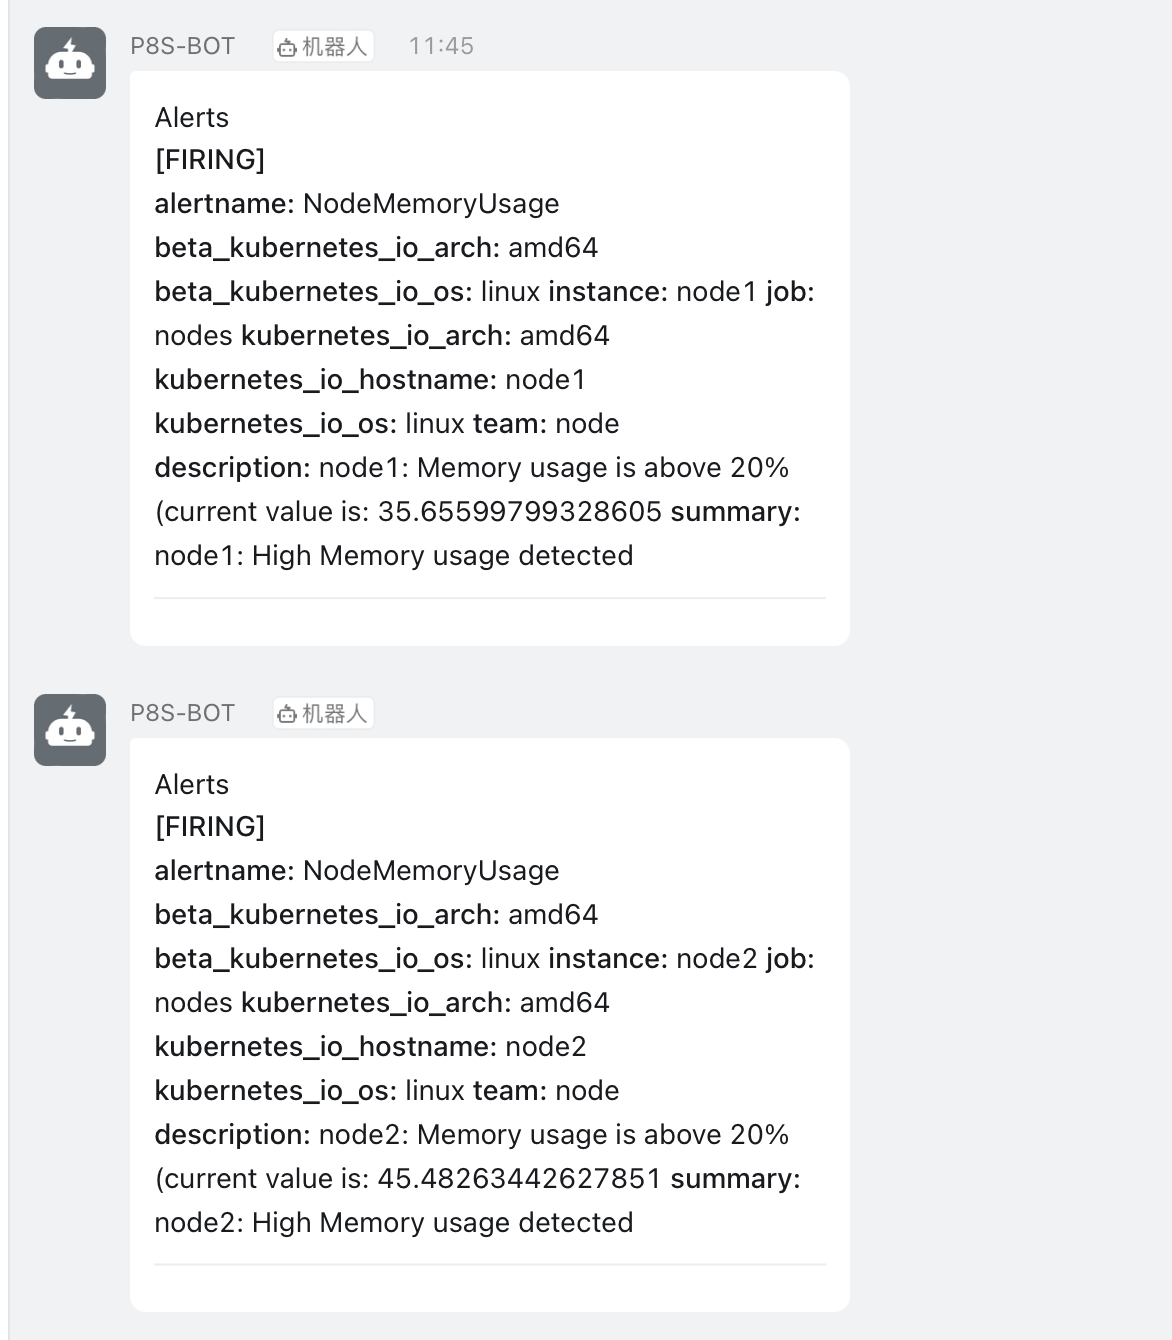 P8S-BOT 机器人 11:45
Alerts
[FIRING]
alertname: NodeMemoryUsage
beta_kubernetes_io_arch: amd64
beta_kubernetes_io_os: linux instance: node1 job:
nodes kubernetes_io_arch: amd64
kubernetes_io_hostname: node1
kubernetes_io_os: linux team: node
description: node1: Memory usage is above 20%
(current value is: 35.65599799328605 summary:
node1: High Memory usage detected
P8S-BOT 机器人
Alerts
[FIRING]
alertname: NodeMemoryUsage
beta_kubernetes_io_arch: amd64
beta_kubernetes_io_os: linux instance: node2 job:
nodes kubernetes_io_arch: amd64
kubernetes_io_hostname: node2
kubernetes_io_os: linux team: node
description: node2: Memory usage is above 20%
(current value is: 45.48263442627851 summary:
node2: High Memory usage detected